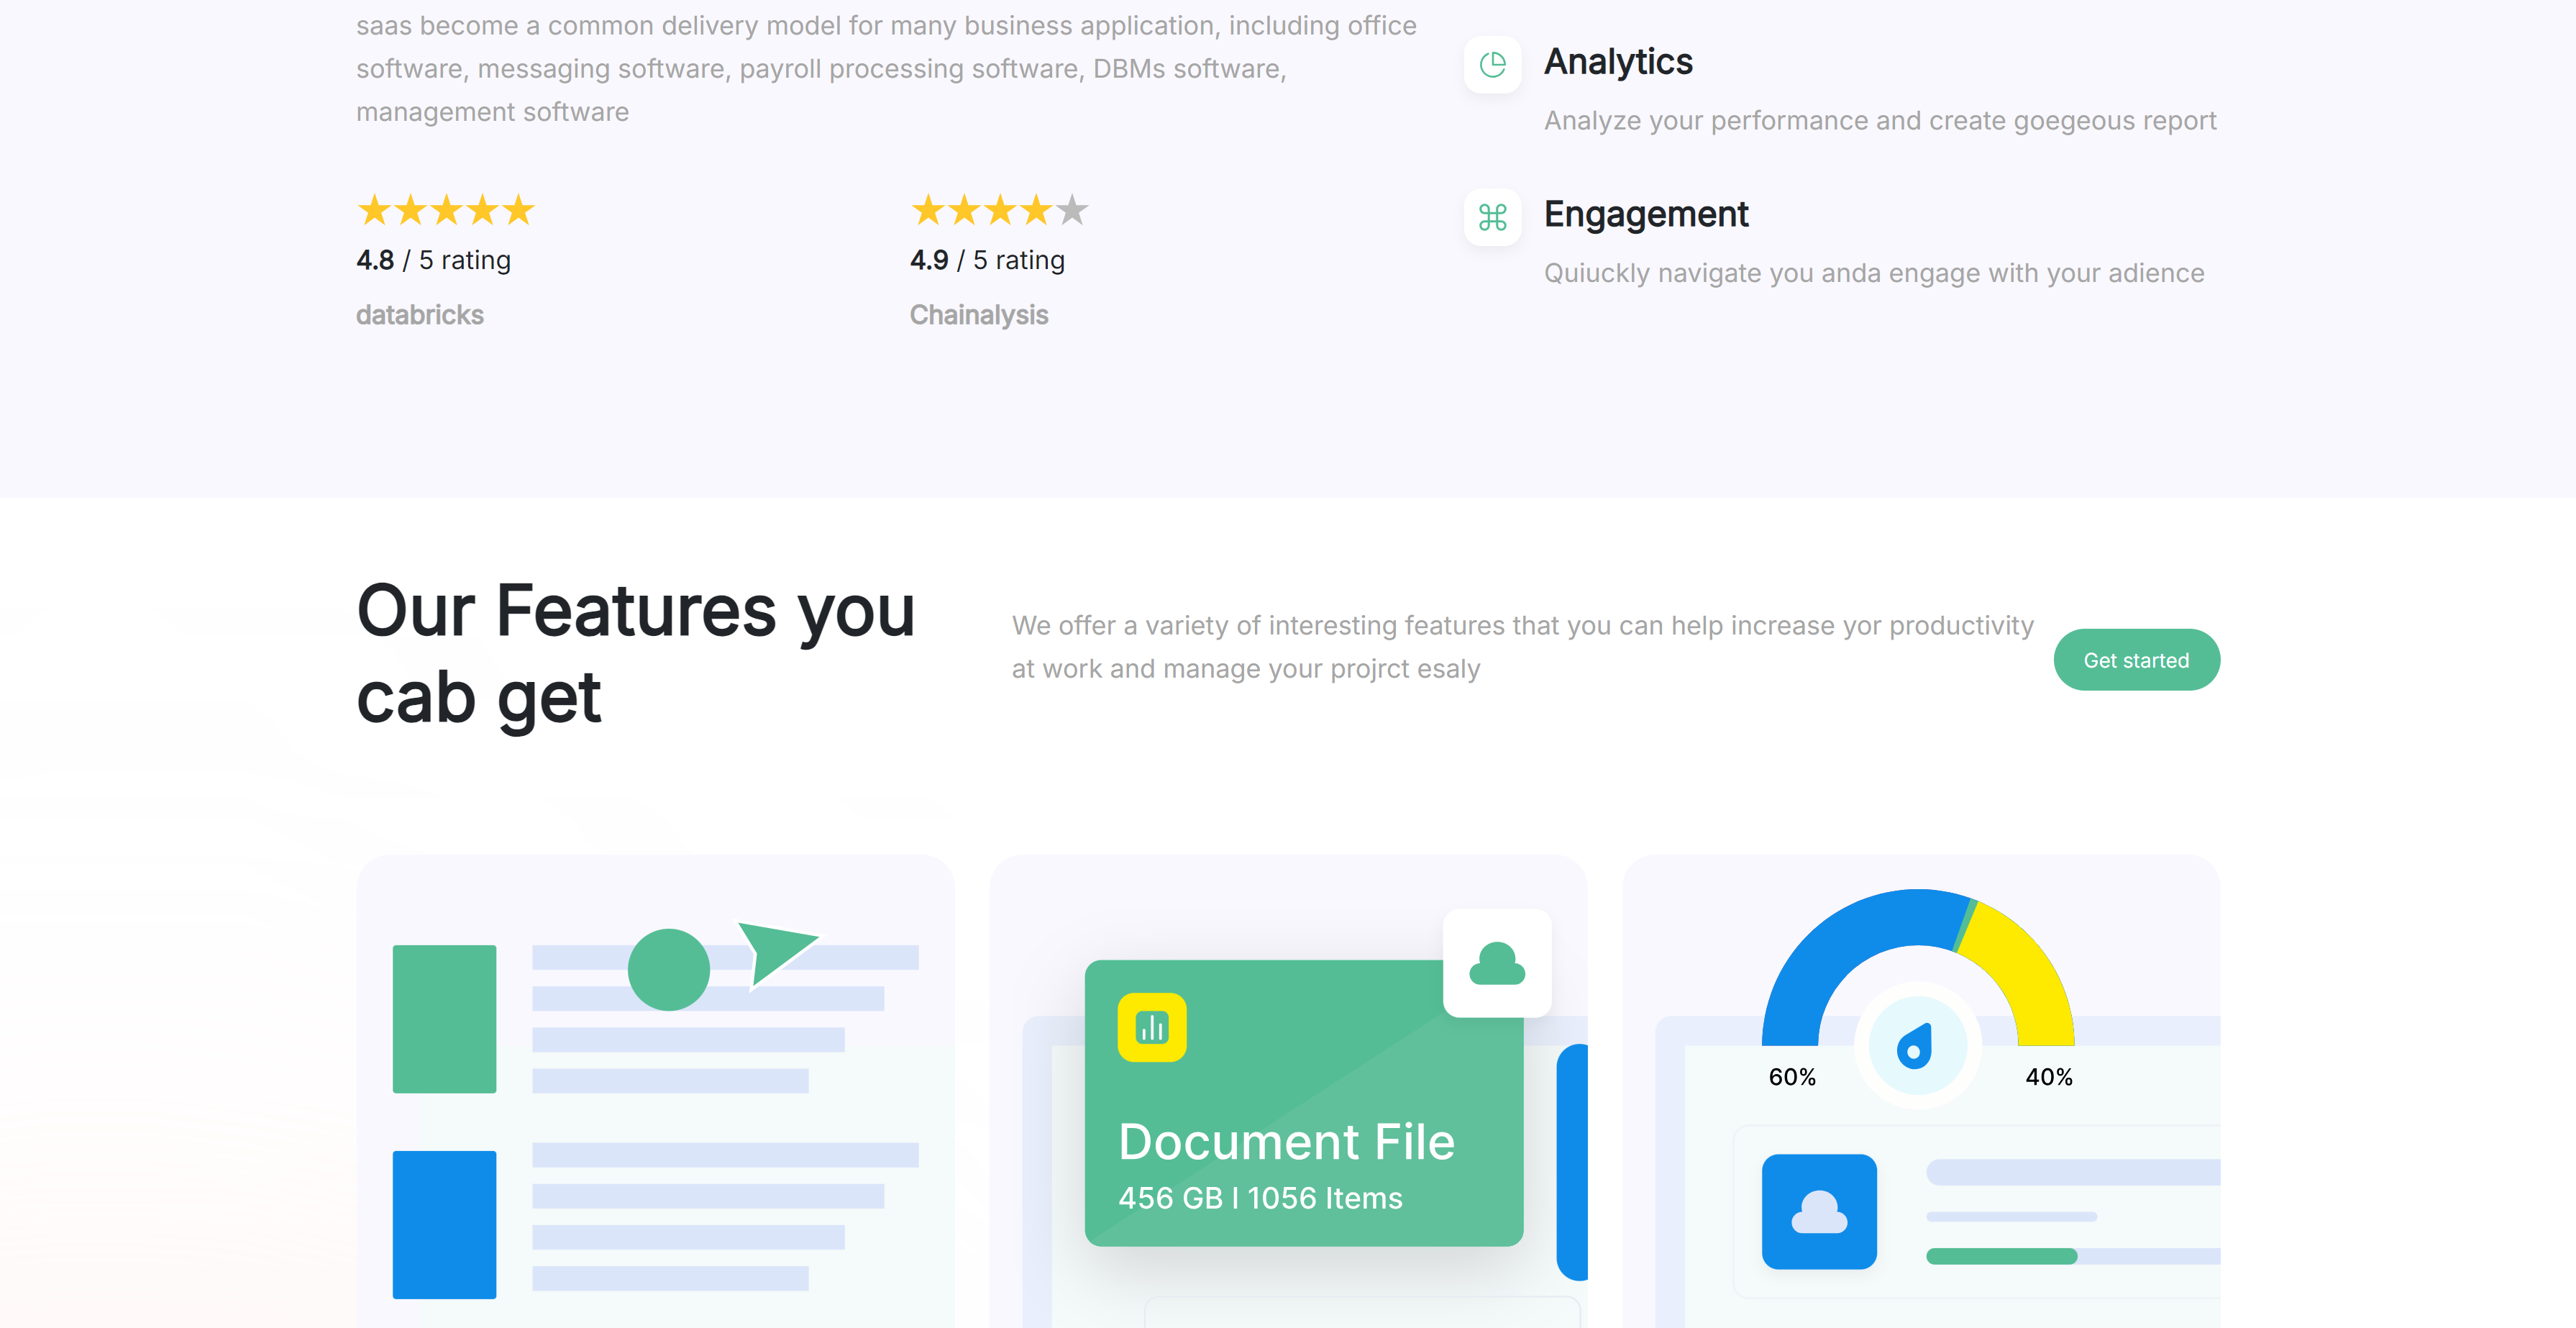 saas become a common delivery model for many business application, including office
software, messaging software, payroll processing software, DBMs software,
management software
4.8 / 5 rating
databricks
4.9 / 5 rating
Chainalysis
Analytics
Analyze your performance and create goegeous report
Engagement
Quiuckly navigate you anda engage with your adience
Our Features you
cab get
We offer a variety of interesting features that you can help increase yor productivity
at work and manage your projrct esaly
Get started
Document File
456 GB I 1056 Items
60%
40%